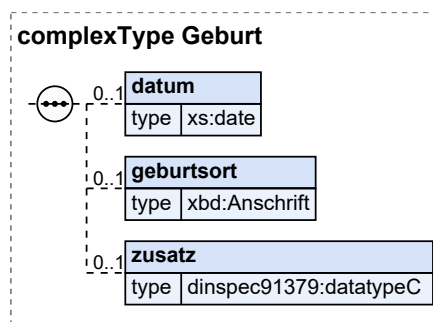 complexType Geburt
0..1 datum
type xs:date
0..1 geburtsort
type xbd:Anschrift
0..1 zusatz
type dinspec91379:datatypeC